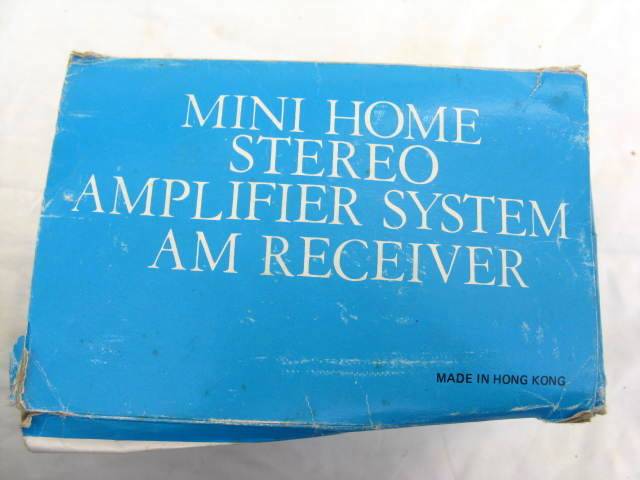 MINI HOME
STEREO
AMPLIFIER SYSTEM
AM RECEIVER
MADE IN HONG KONG